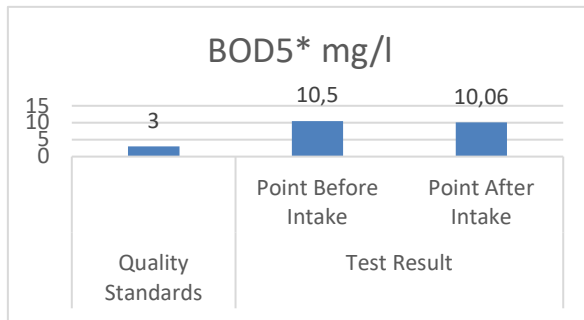 BOD5* mg/l
15
10
5
0
3
10,5
10,06
Point Before
Intake
Point After
Intake
Quality
Standards
Test Result